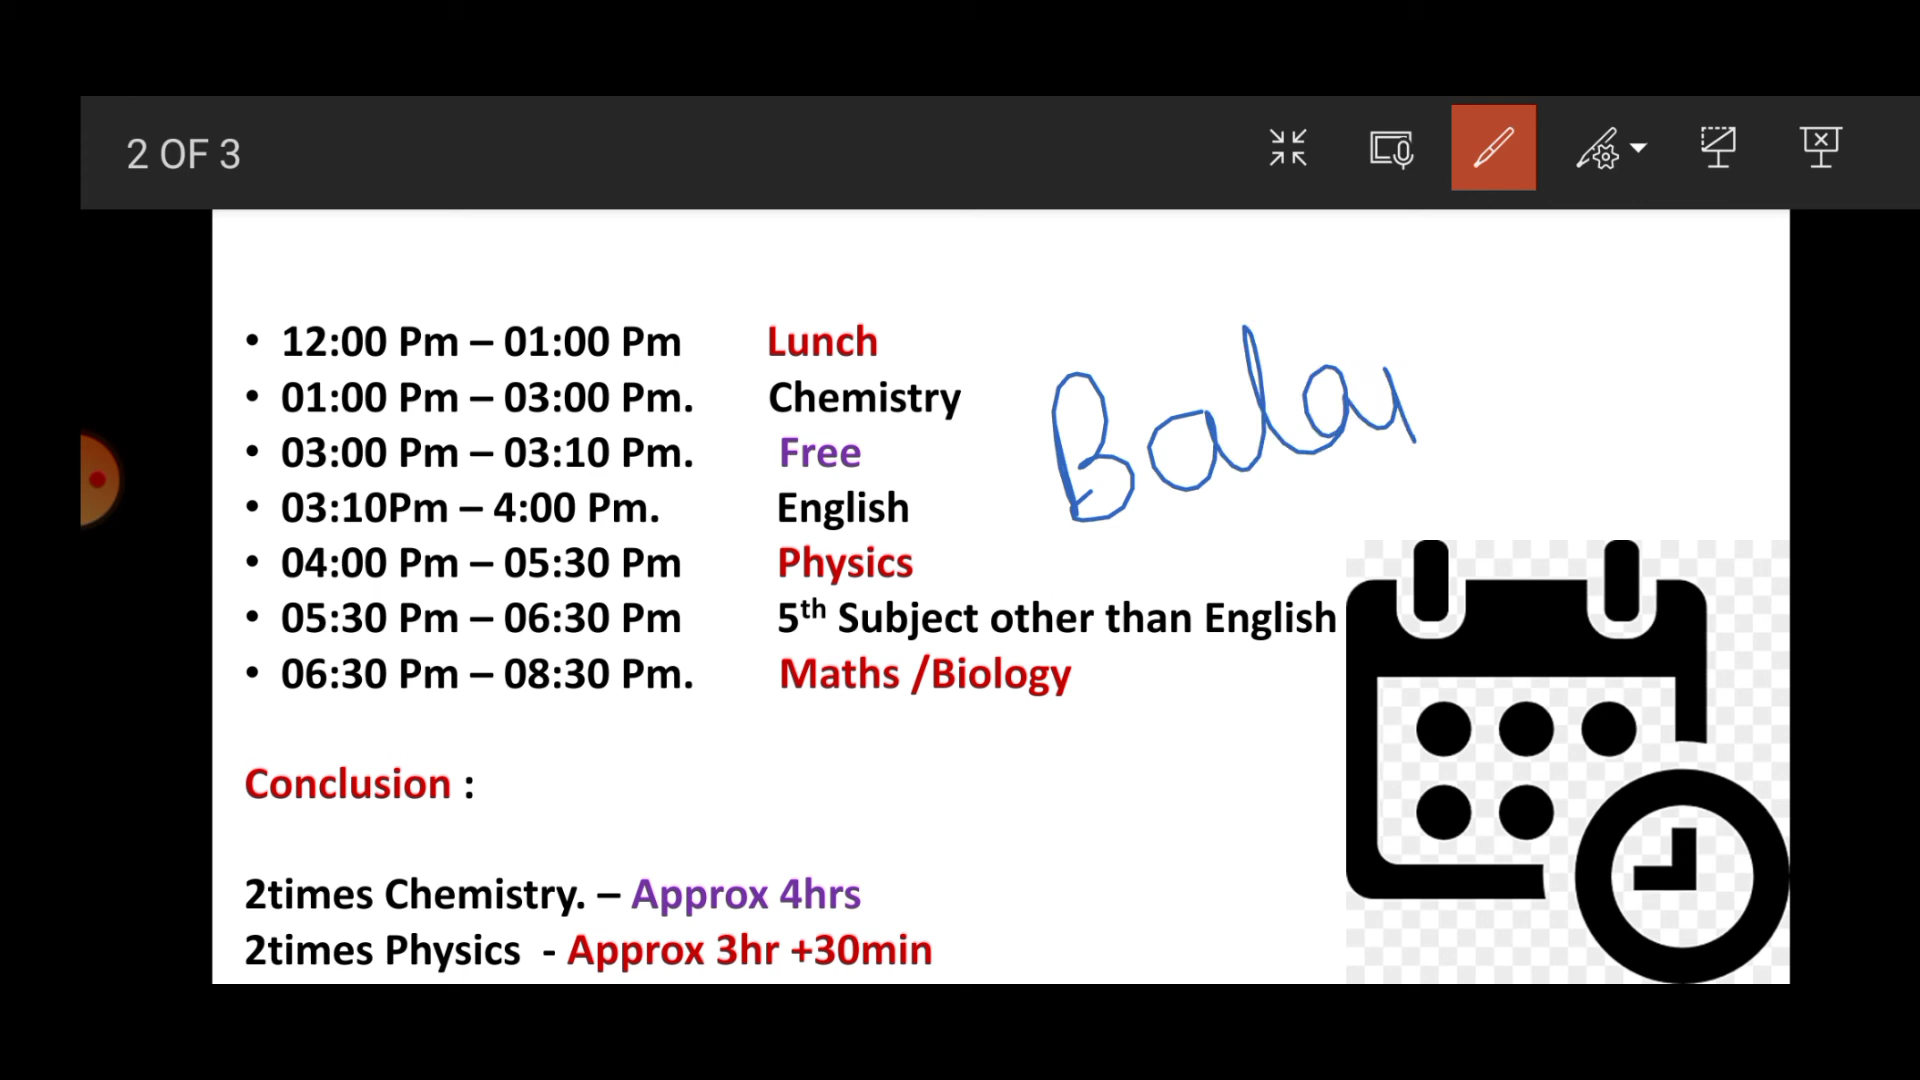 2 OF 3
12:00 Pm – 01:00 Pm Lunch
01:00 Pm – 03:00 Pm. Chemistry
03:00 Pm – 03:10 Pm. Free
03:10Pm – 4:00 Pm. English
04:00 Pm – 05:30 Pm Physics
05:30 Pm – 06:30 Pm 5th Subject other than English
06:30 Pm – 08:30 Pm. Maths /Biology
Conclusion :
2times Chemistry. – Approx 4hrs
2times Physics - Approx 3hr +30min